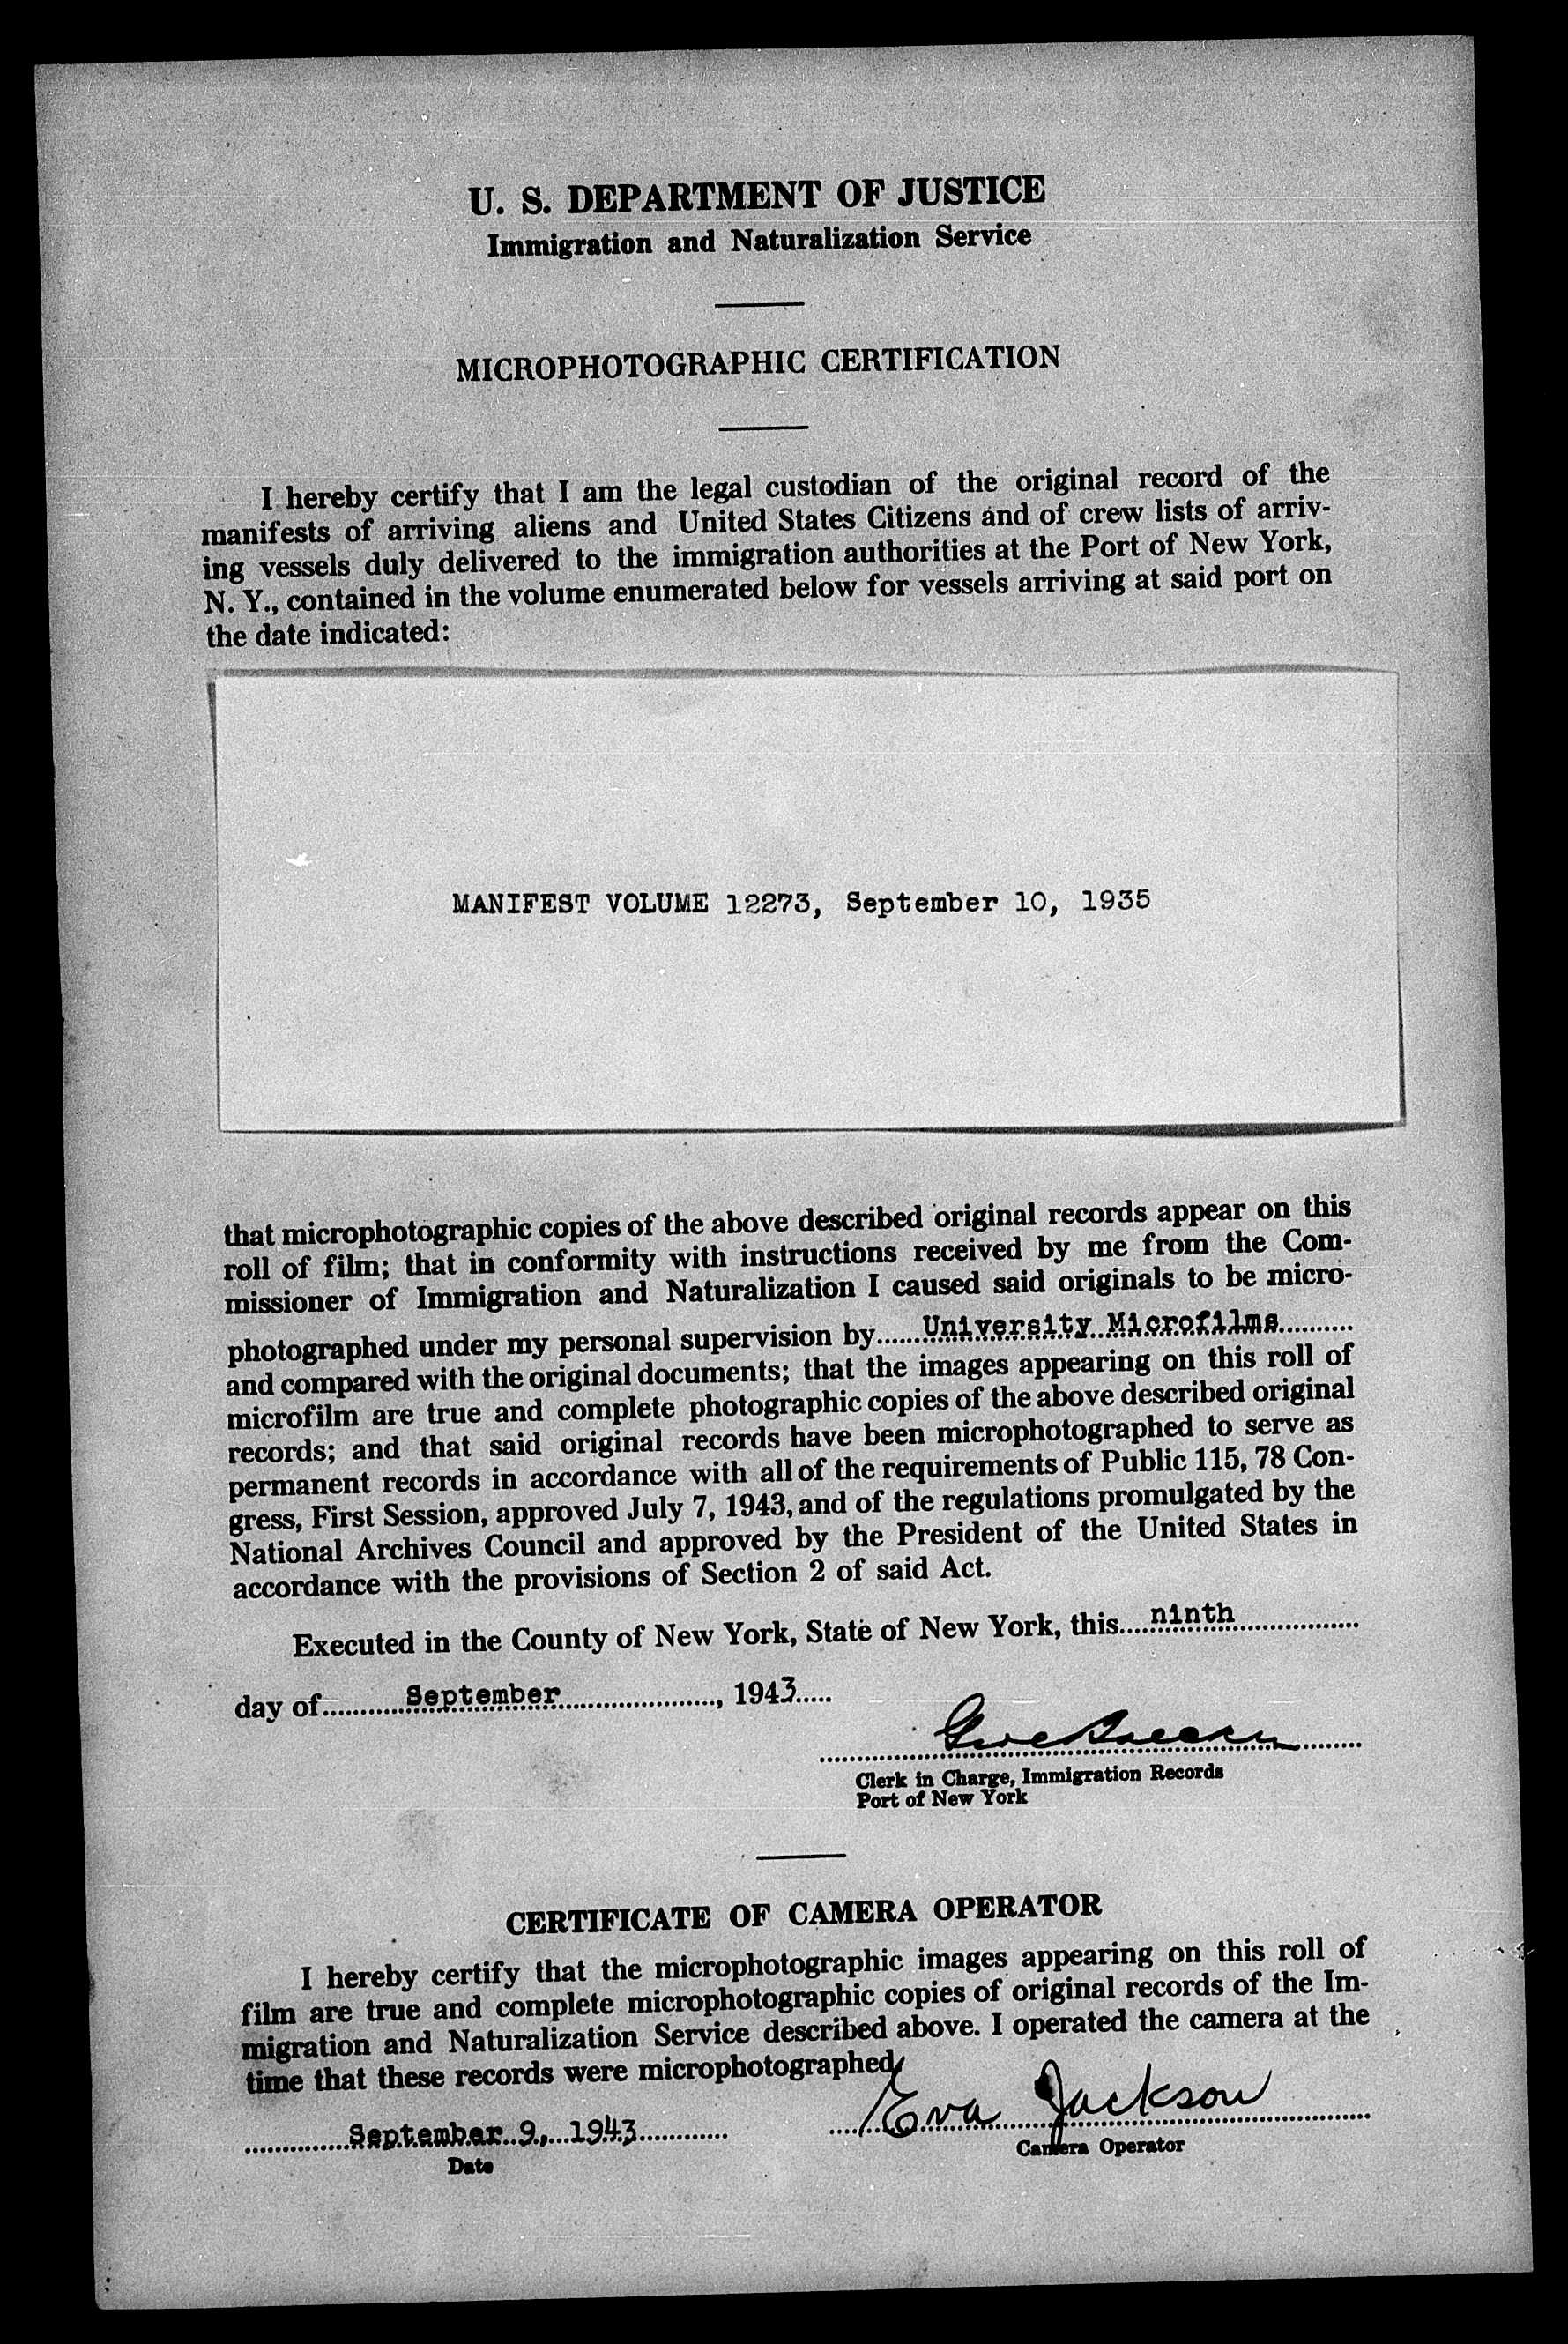 U. S. DEPARTMENT OF JUSTICE
Immigration and Naturalization Service
MICROPHOTOGRAPHIC CERTIFICATION
I hereby certify that I am the legal custodian of the original record of the
manifests of arriving aliens and United States Citizens and of crew lists of arriv-
ing vessels duly delivered to the immigration authorities at the Port of New York,
N. Y., contained in the volume enumerated below for vessels arriving at said port on
the date indicated:
MANIFEST VOLUME 12273, September 10, 1935
that microphotographic copies of the above described original records appear on this
roll of film; that in conformity with instructions received by me from the Com-
missioner of Immigration and Naturalization I caused said originals to be micro-
photographed under my personal supervision by......University Microfilms..........
and compared with the original documents; that the images appearing on this roll of
microfilm are true and complete photographic copies of the above described original
records; and that said original records have been microphotographed to serve as
permanent records in accordance with all of the requirements of Public 115, 78 Con-
gress, First Session, approved July 7, 1943, and of the regulations promulgated by the
National Archives Council and approved by the President of the United States in
accordance with the provisions of Section 2 of said Act.
Executed in the County of New York, State of New York, this....ninth................
day of...........September....................., 1943.....
Clerk in Charge, Immigration Records
Port of New York
CERTIFICATE OF CAMERA OPERATOR
I hereby certify that the microphotographic images appearing on this roll of
film are true and complete microphotographic copies of original records of the Im-
migration and Naturalization Service described above. I operated the camera at the
time that these records were microphotographed
September 9, 1943 Eva Jackson
Date Camera Operator